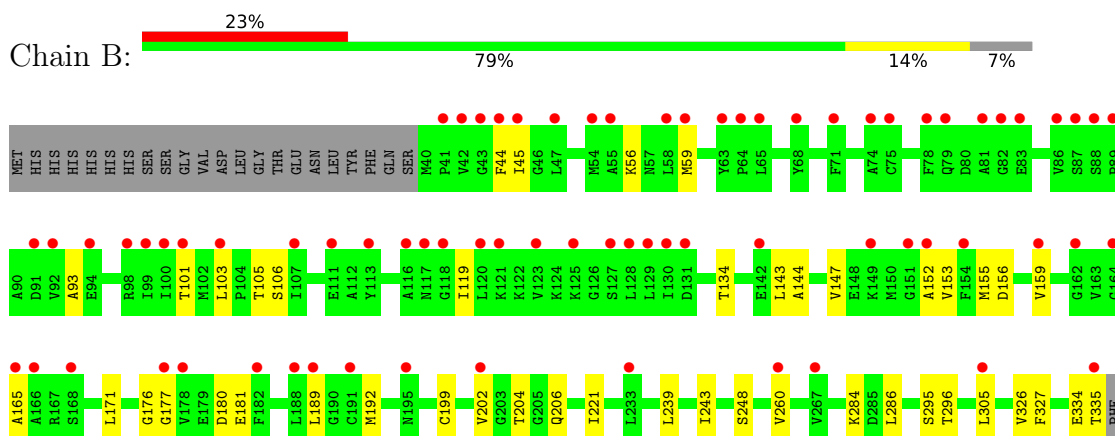 23%
Chain B:
79% 14% 7%
MET HIS HIS HIS HIS HIS HIS SER SER GLY VAL ASP LEU GLY THR GLU ASN LEU TYR PHE GLN SER M40 P41 V42 G43 F44 I45 G46 L47 M54 A55 K56 N57 L58 M59 Y63 P64 L65 Y68 F71 A74 C75 F78 Q79 D80 A81 G82 E83 V86 S87 S88
A90 D91 V92 A93 E94 R98 I99 I100 T101 M102 L103 P104 T105 S106 I107 E111 A112 Y113 A116 N117 G118 I119 L120 K121 K122 V123 K124 K125 G126 S127 L128 L129 I130 D131 T134 E142 L143 A144 V147 E148 K149 M150 G151 A152 V153 F154 M155 D156 V159 G162 V163
A165 A166 R167 S168 L171 G176 G177 V178 E179 D180 E181 F182 L188 L189 G190 C191 M192 N195 C199 V202 G203 T204 G205 Q206 I221 L233 L239 I243 S248 V260 V267 K284 D285 L286 S295 T296 L305 V326 F327 E334 T335